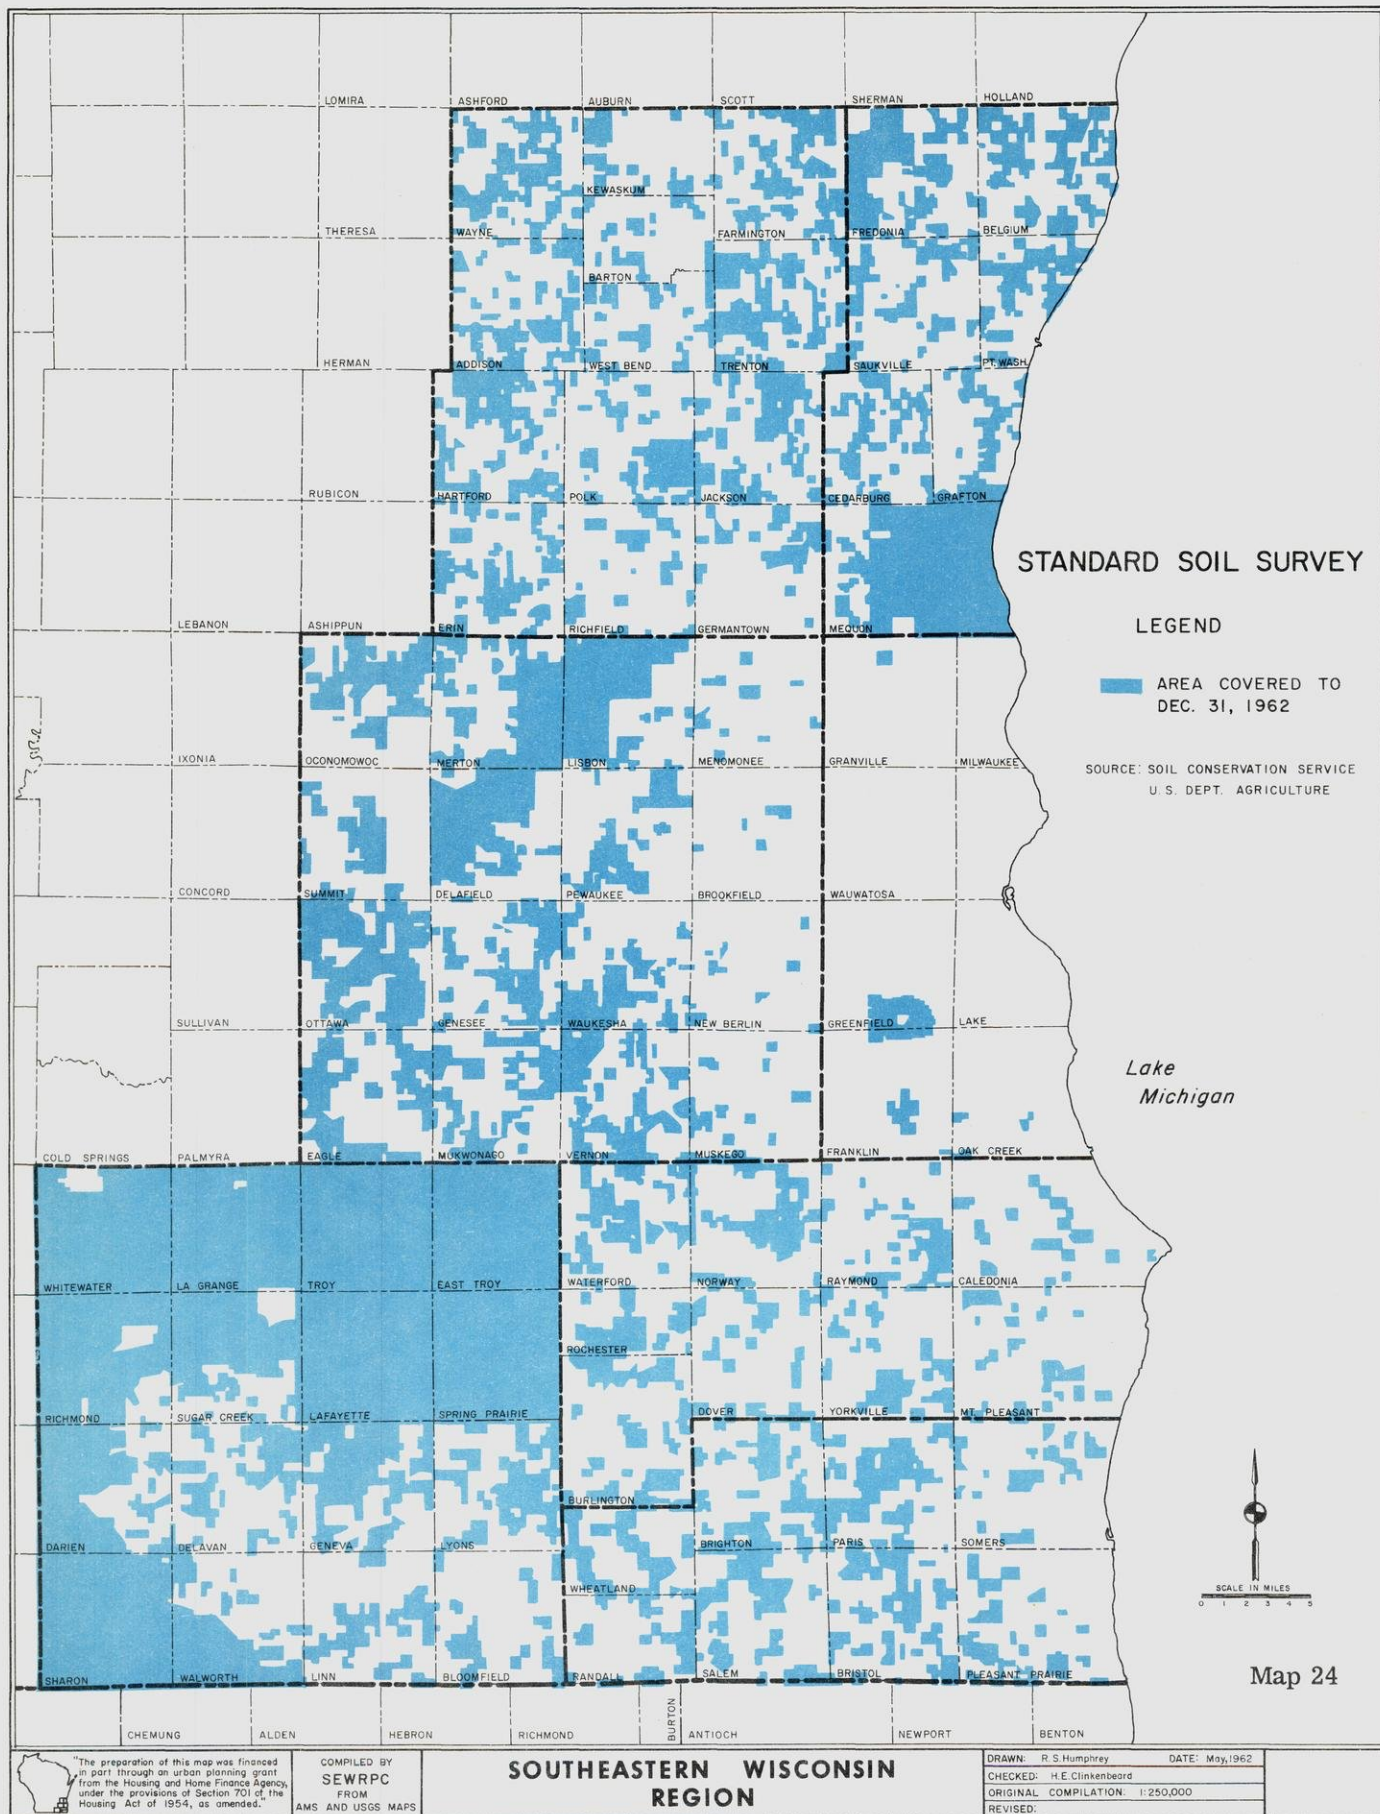 LOMIRA
ASHFORD
AUBURN
SCOTT
SHERMAN
HOLLAND
KEWASKUM
THERESA
WAYNE
FARMINGTON
FREDONIA
BELGIUM
BARTON
HERMAN
ADDISON
WEST BEND
TRENTON
SAUKVILLE
PT. WASH
RUBICON
HARTFORD
POLK
JACKSON
CEDARBURG
GRAFTON
STANDARD SOIL SURVEY
LEBANON
ASHIPPUN
ERIN
RICHFIELD
GERMANTOWN
MEQUON
LEGEND
AREA COVERED TO
DEC. 31, 1962
IXONIA
OCONOMOWOC
MERTON
LISBON
MENOMONEE
GRANVILLE
MILWAUKEE
SOURCE: SOIL CONSERVATION SERVICE
U.S. DEPT. AGRICULTURE
CONCORD
SUMMIT
DELAFIELD
PEWAUKEE
BROOKFIELD
WAUWATOSA
SULLIVAN
OTTAWA
GENESEE
WAUKESHA
NEW BERLIN
GREENFIELD
LAKE
Lake
Michigan
COLD SPRINGS
PALMYRA
EAGLE
MUKWONAGO
VERNON
MUSKEGO
FRANKLIN
OAK CREEK
WHITEWATER
LA GRANGE
TROY
EAST TROY
WATERFORD
NORWAY
RAYMOND
CALEDONIA
ROCHESTER
RICHMOND
SUGAR CREEK
LAFAYETTE
SPRING PRAIRIE
DOVER
YORKVILLE
MT. PLEASANT
BURLINGTON
DARIEN
DELAVAN
GENEVA
LYONS
BRIGHTON
PARIS
SOMERS
WHEATLAND
SCALE IN MILES
0 1 2 3 4 5
SHARON
WALWORTH
LINN
BLOOMFIELD
RANDALL
SALEM
BRISTOL
PLEASANT PRAIRIE
Map 24
CHEMUNG
ALDEN
HEBRON
RICHMOND
BURTON
ANTIOCH
NEWPORT
BENTON
"The preparation of this map was financed
in part through an urban planning grant
from the Housing and Home Finance Agency,
under the provisions of Section 701 of the
Housing Act of 1954, as amended."
COMPILED BY
SEWRPC
FROM
AMS AND USGS MAPS
SOUTHEASTERN WISCONSIN
REGION
DRAWN: R.S. Humphrey DATE: May, 1962
CHECKED: H.E. Clinkenbeard
ORIGINAL COMPILATION: 1:250,000
REVISED: